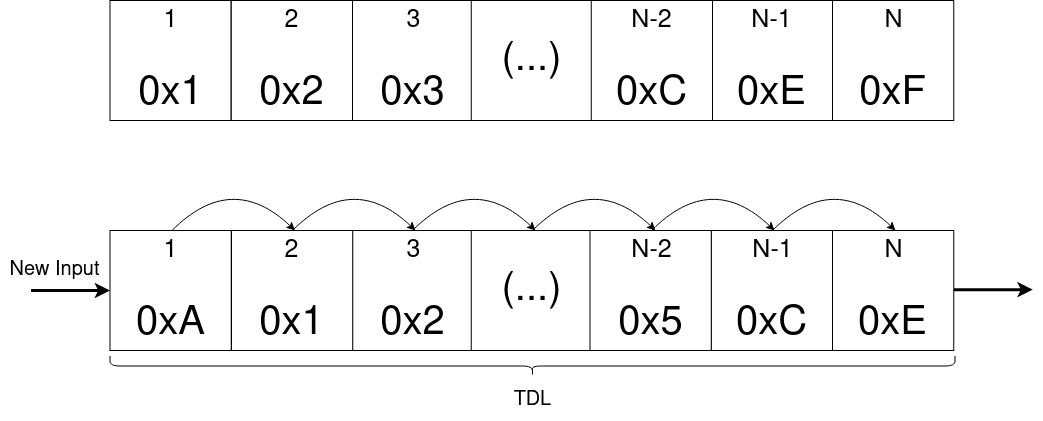 1 2 3 (...) N-2 N-1 N
0x1 0x2 0x3 0xC 0xE 0xF
New Input
1 2 3 (...) N-2 N-1 N
0xA 0x1 0x2 0x5 0xC 0xE
TDL